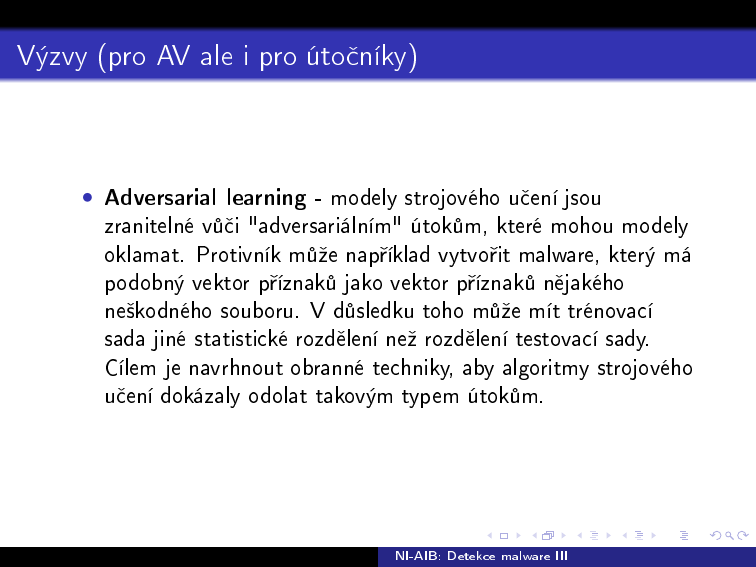 Výzvy (pro AV ale i pro útočníky)
• Adversarial learning - modely strojového učení jsou
zranitelné vůči "adversariálním" útokům, které mohou modely
oklamat. Protivník může například vytvořit malware, který má
podobný vektor příznaků jako vektor příznaků nějakého
neškodného souboru. V důsledku toho může mít trénovací
sada jiné statistické rozdělení než rozdělení testovací sady.
Cílem je navrhnout obranné techniky, aby algoritmy strojového
učení dokázaly odolat takovým typem útokům.
NI-AIB: Detekce malware III